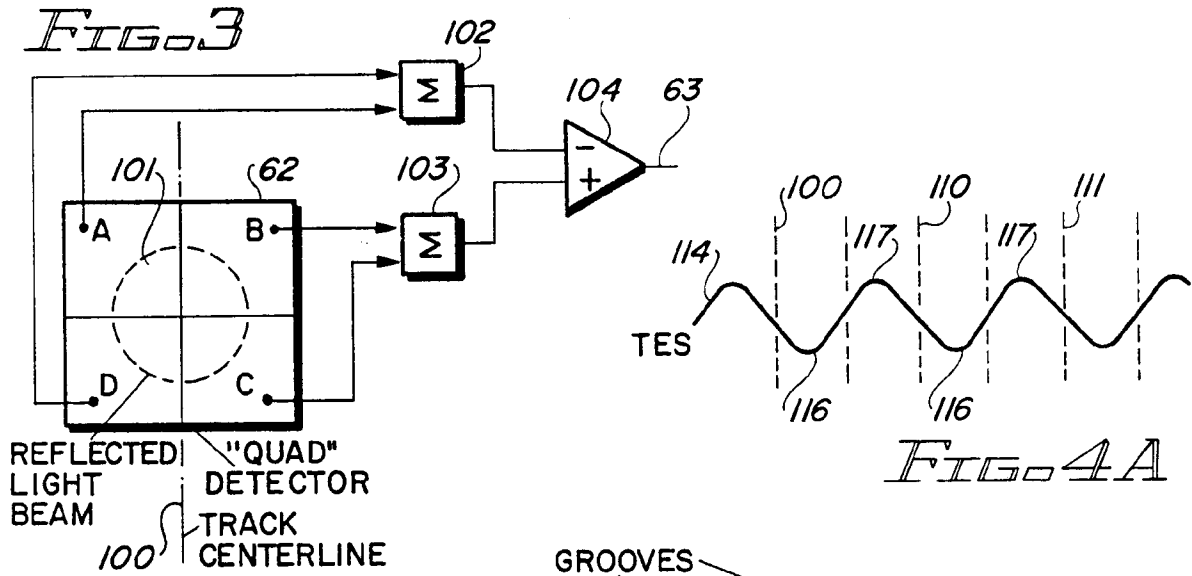 FIG. 3
102
Σ
104
63
−
+
101
62
103
A
B
Σ
D
C
REFLECTED
LIGHT
BEAM
"QUAD"
DETECTOR
100
TRACK
CENTERLINE
100
110
111
114
117
117
TES
116
116
FIG. 4A
GROOVES